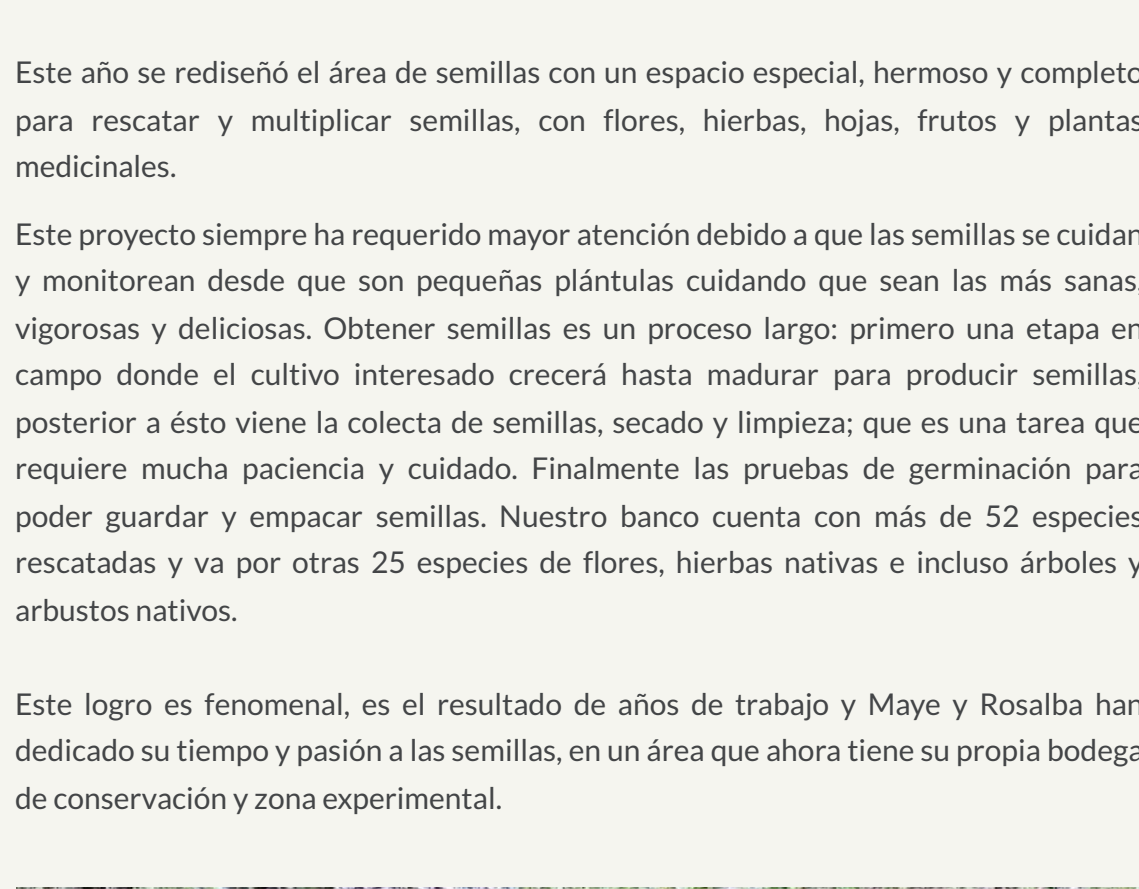 Este año se rediseñó el área de semillas con un espacio especial, hermoso y completo
para rescatar y multiplicar semillas, con flores, hierbas, hojas, frutos y plantas
medicinales.
Este proyecto siempre ha requerido mayor atención debido a que las semillas se cuidan
y monitorean desde que son pequeñas plántulas cuidando que sean las más sanas,
vigorosas y deliciosas. Obtener semillas es un proceso largo: primero una etapa en
campo donde el cultivo interesado crecerá hasta madurar para producir semillas,
posterior a ésto viene la colecta de semillas, secado y limpieza; que es una tarea que
requiere mucha paciencia y cuidado. Finalmente las pruebas de germinación para
poder guardar y empacar semillas. Nuestro banco cuenta con más de 52 especies
rescatadas y va por otras 25 especies de flores, hierbas nativas e incluso árboles y
arbustos nativos.
Este logro es fenomenal, es el resultado de años de trabajo y Maye y Rosalba han
dedicado su tiempo y pasión a las semillas, en un área que ahora tiene su propia bodega
de conservación y zona experimental.